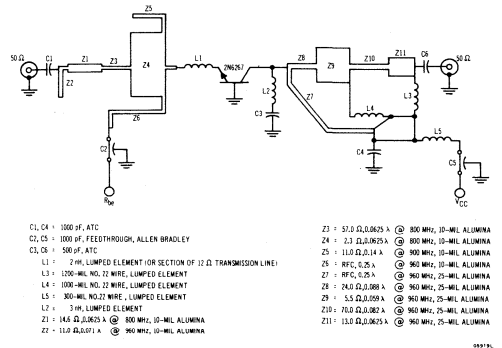 Z5
50 Ω
C1
Z1
Z3
Z4
Z2
Z6
C2
Rbe
L1
2N6267
L2
C3
Z8
Z9
Z10
Z11
C6
50 Ω
Z7
L4
L3
C4
L5
C5
VCC
C1, C4 = 1000 pF, ATC
C2, C5 = 1000 pF, FEEDTHROUGH, ALLEN BRADLEY
C3, C6 = 500 pF, ATC
L1 = 2 nH, LUMPED ELEMENT (OR SECTION OF 12 Ω TRANSMISSION LINE)
L3 = 1200-MIL NO. 22 WIRE, LUMPED ELEMENT
L4 = 1000-MIL NO. 22 WIRE, LUMPED ELEMENT
L5 = 300-MIL NO. 22 WIRE, LUMPED ELEMENT
L2 = 3 nH, LUMPED ELEMENT
Z1 = 14.6 Ω, 0.0625 λ @ 800 MHz, 10-MIL ALUMINA
Z2 = 11.0 Ω, 0.071 λ @ 960 MHz, 10-MIL ALUMINA
Z3 = 57.0 Ω, 0.0625 λ @ 800 MHz, 10-MIL ALUMINA
Z4 = 2.3 Ω, 0.0625 λ @ 800 MHz, 10-MIL ALUMINA
Z5 = 11.0 Ω, 0.14 λ @ 900 MHz, 10-MIL ALUMINA
Z6 = RFC, 0.25 λ @ 960 MHz, 10-MIL ALUMINA
Z7 = RFC, 0.25 λ @ 960 MHz, 25-MIL ALUMINA
Z8 = 24.0 Ω, 0.088 λ @ 960 MHz, 25-MIL ALUMINA
Z9 = 5.5 Ω, 0.059 λ @ 960 MHz, 25-MIL ALUMINA
Z10 = 70.0 Ω, 0.082 λ @ 960 MHz, 25-MIL ALUMINA
Z11 = 13.0 Ω, 0.0625 λ @ 960 MHz, 25-MIL ALUMINA
05919L